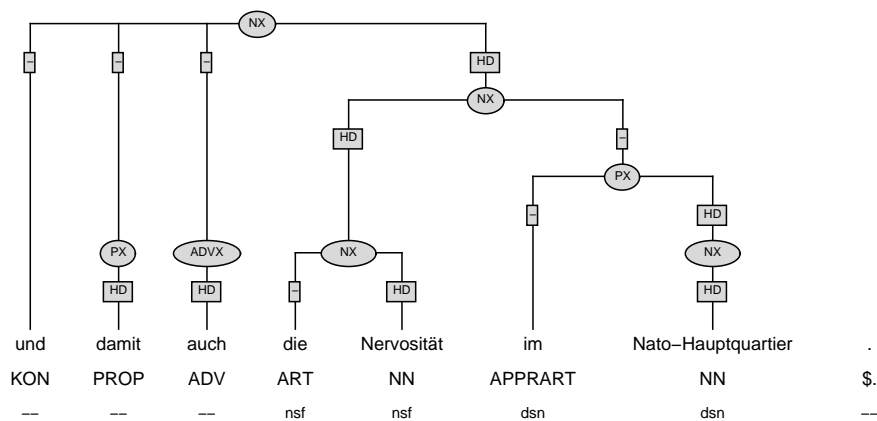 NX
– – – HD
NX
HD –
PX
– HD
PX ADVX NX NX
HD HD – HD HD
und damit auch die Nervosität im Nato−Hauptquartier .
KON PROP ADV ART NN APPRART NN $.
−− −− −− nsf nsf dsn dsn −−